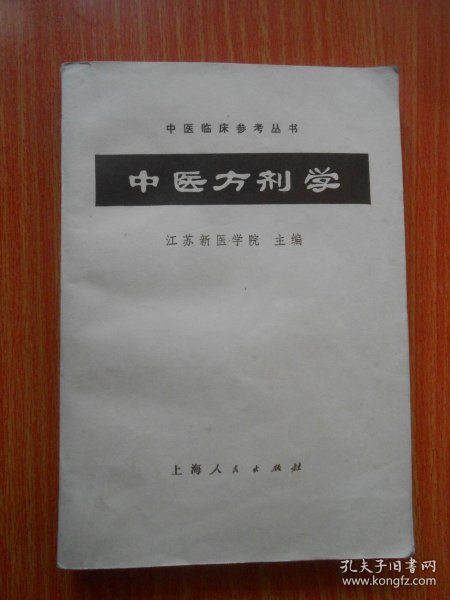 中医临床参考丛书
中医方剂学
江苏新医学院 主编
上海人民出版社
孔夫子旧书网
www.kongfz.com